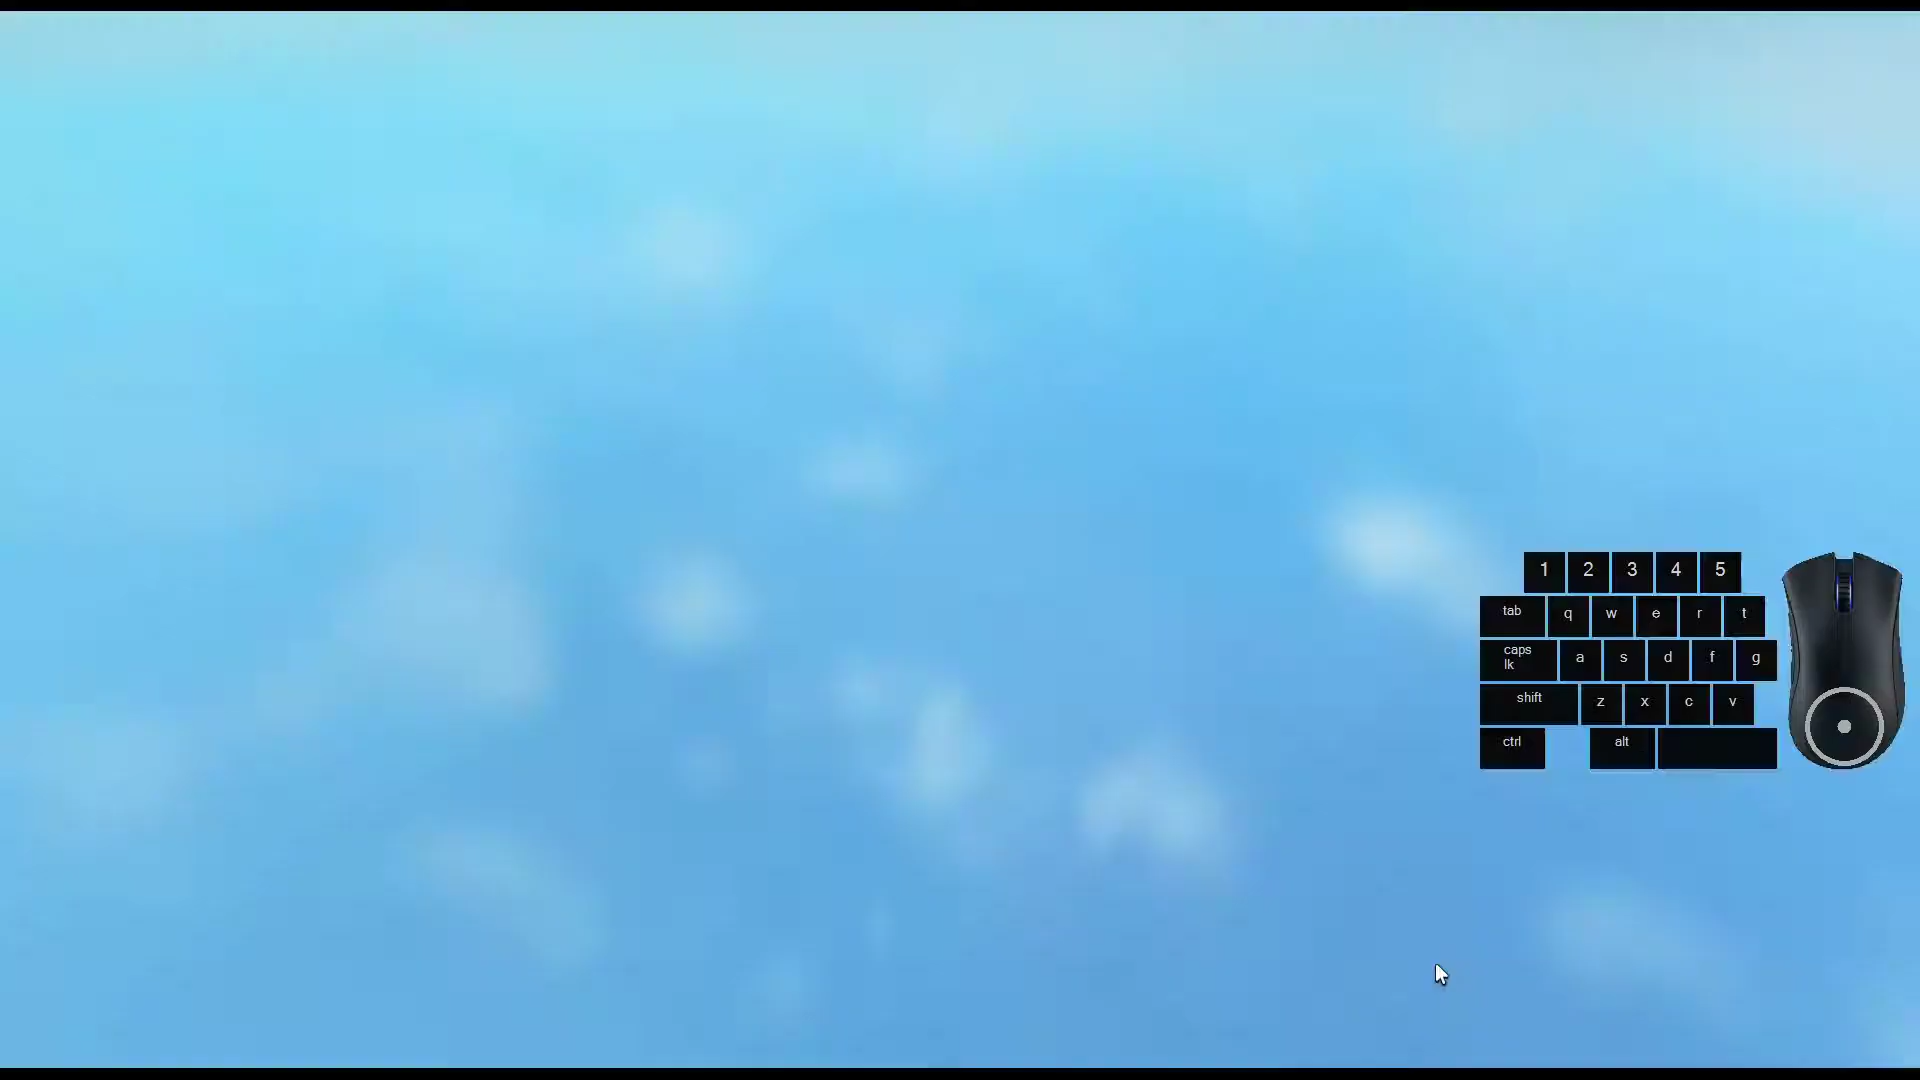 1 2 3 4 5
tab q w e r t
caps lk a s d f g
shift z x c v
ctrl alt